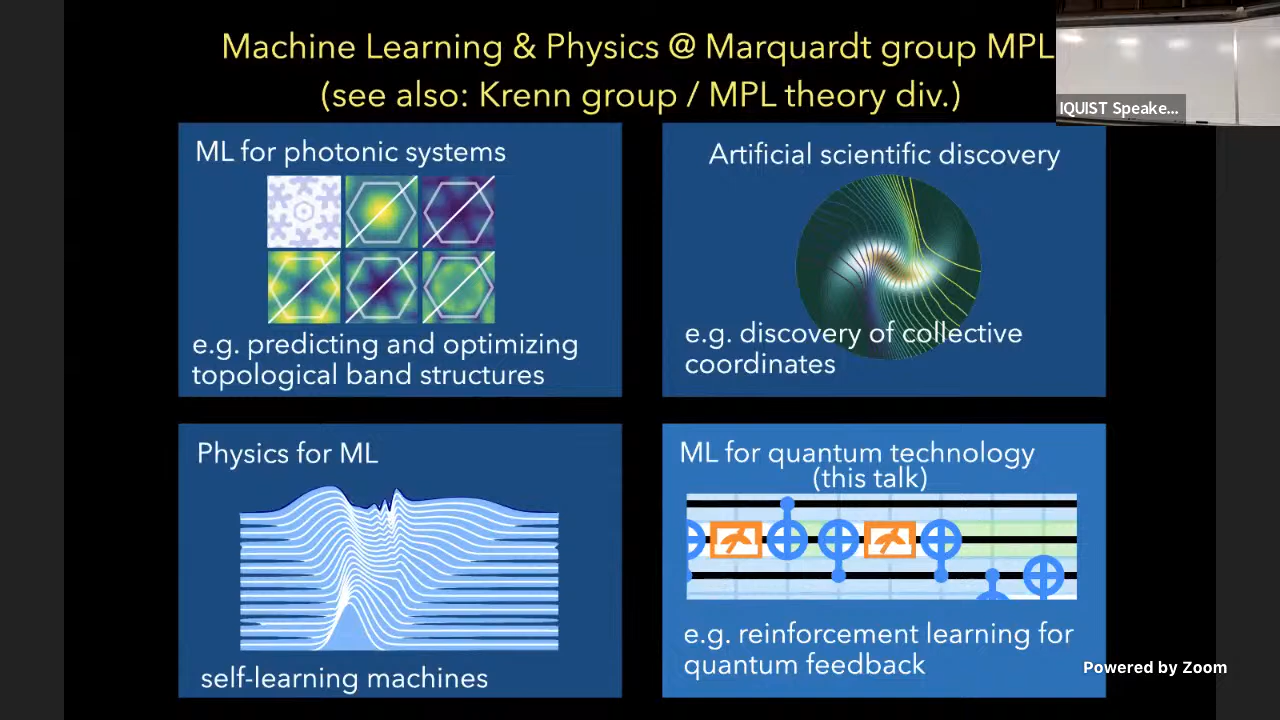 Machine Learning & Physics @ Marquardt group MPL
(see also: Krenn group / MPL theory div.)
IQUIST Speake...
ML for photonic systems
e.g. predicting and optimizing
topological band structures
Artificial scientific discovery
e.g. discovery of collective
coordinates
Physics for ML
self-learning machines
ML for quantum technology
(this talk)
e.g. reinforcement learning for
quantum feedback
Powered by Zoom